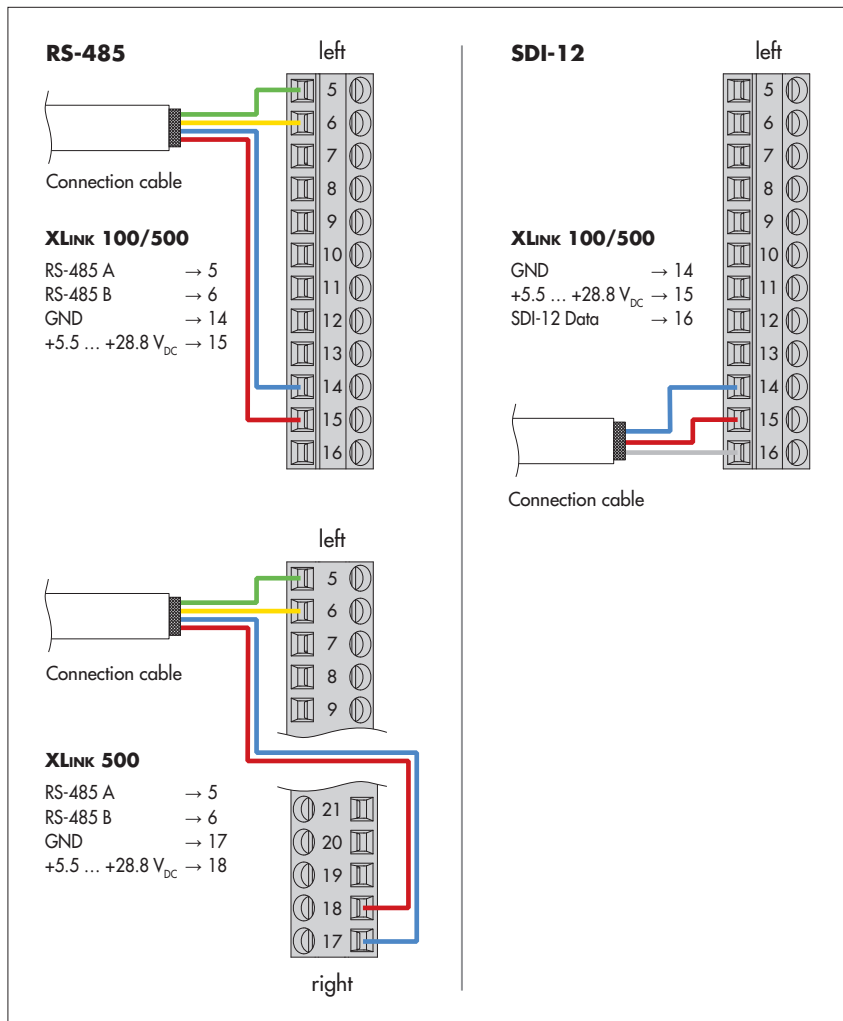 RS-485
left
5
6
7
8
9
10
11
12
13
14
15
16
Connection cable
XLINK 100/500
RS-485 A → 5
RS-485 B → 6
GND → 14
+5.5 ... +28.8 VDC → 15
left
5
6
7
8
9
Connection cable
XLINK 500
RS-485 A → 5
RS-485 B → 6
GND → 17
+5.5 ... +28.8 VDC → 18
21
20
19
18
17
right
SDI-12
left
5
6
7
8
9
10
11
12
13
14
15
16
XLINK 100/500
GND → 14
+5.5 ... +28.8 VDC → 15
SDI-12 Data → 16
Connection cable